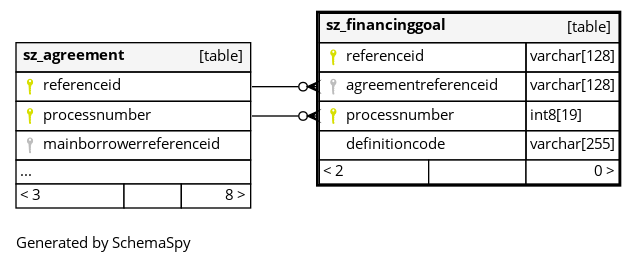 sz_agreement [table]
referenceid
processnumber
mainborrowerreferenceid
...
< 3 8 >
sz_financinggoal [table]
referenceid varchar[128]
agreementreferenceid varchar[128]
processnumber int8[19]
definitioncode varchar[255]
< 2 0 >
Generated by SchemaSpy